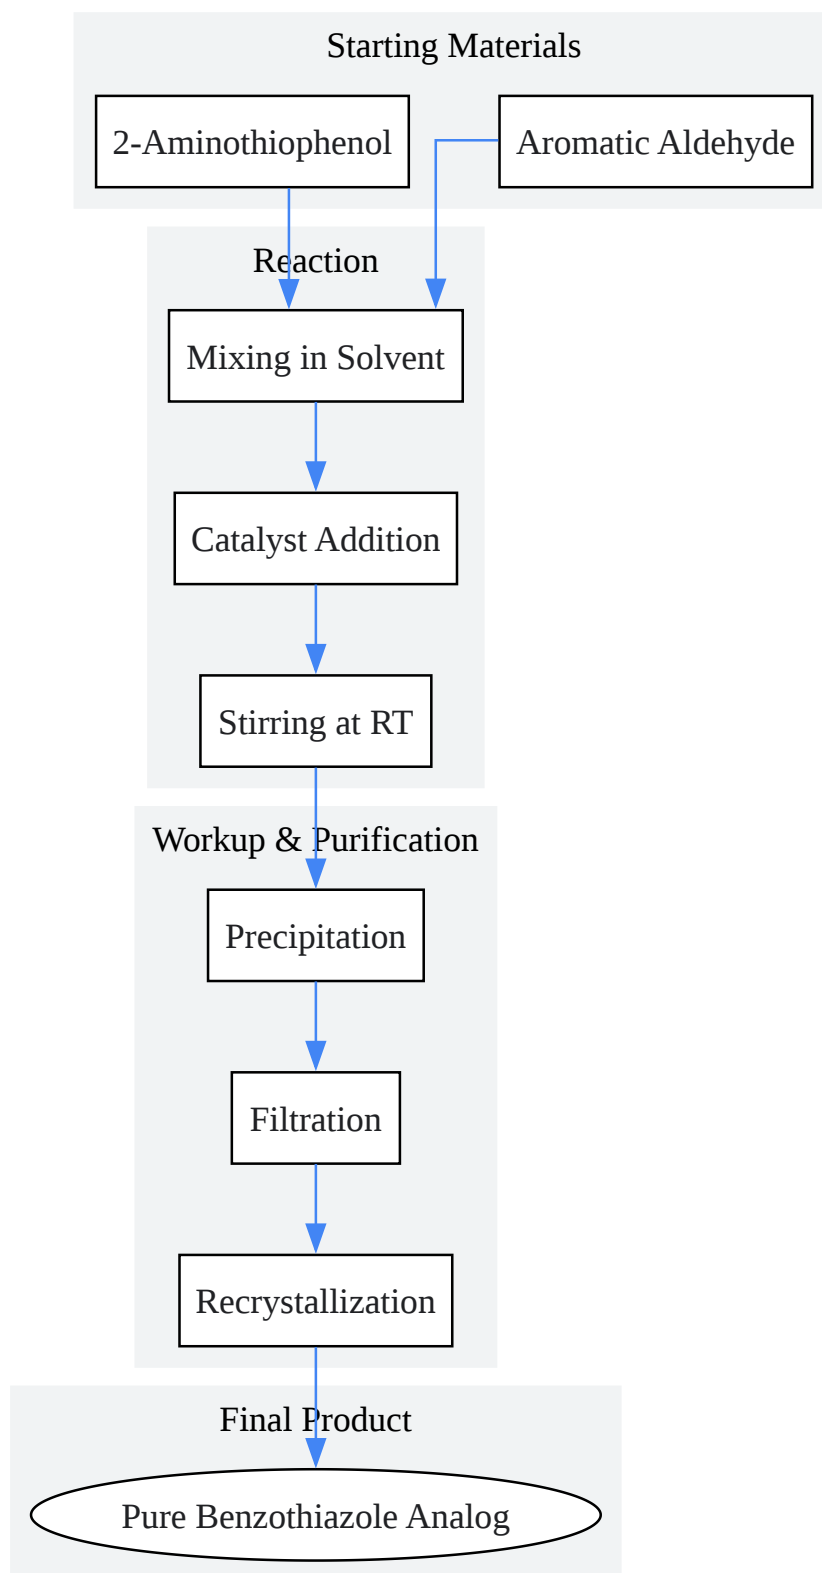 Starting Materials
2-Aminothiophenol
Aromatic Aldehyde
Reaction
Mixing in Solvent
Catalyst Addition
Stirring at RT
Workup & Purification
Precipitation
Filtration
Recrystallization
Final Product
Pure Benzothiazole Analog